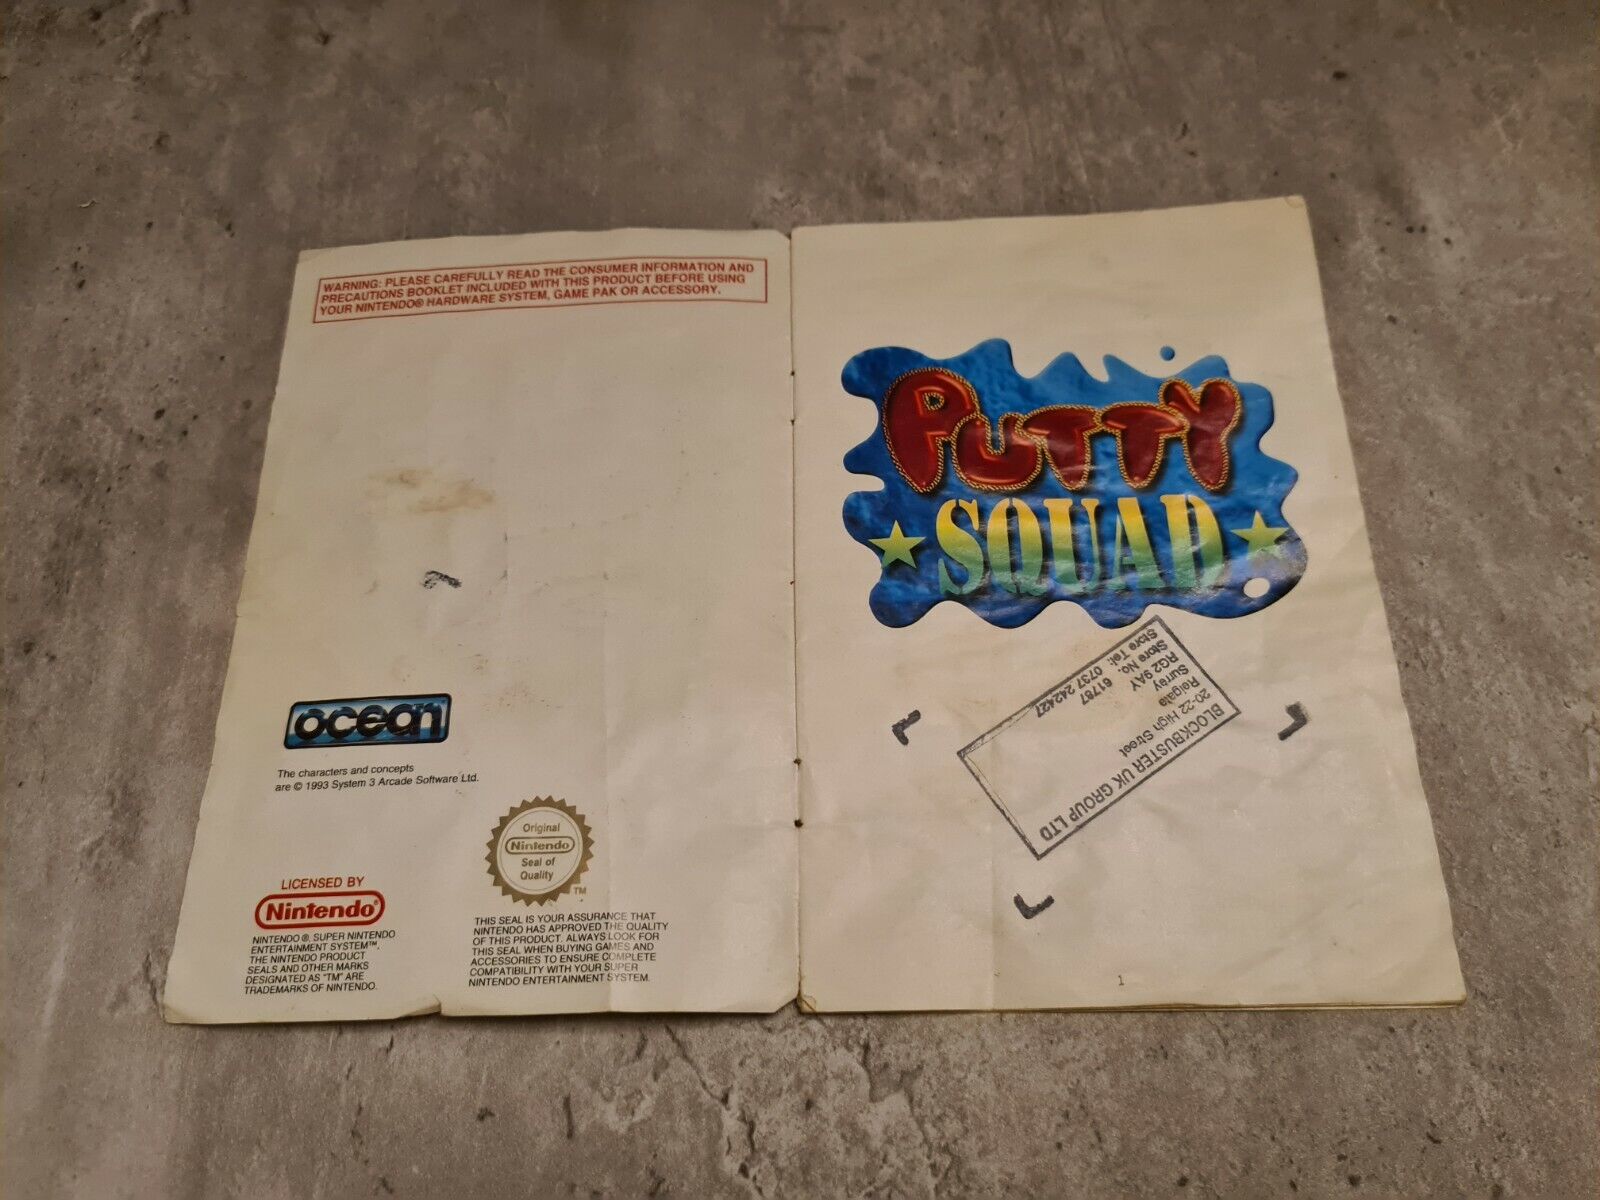 WARNING: PLEASE CAREFULLY READ THE CONSUMER INFORMATION AND
PRECAUTIONS BOOKLET INCLUDED WITH THIS PRODUCT BEFORE USING
YOUR NINTENDO® HARDWARE SYSTEM, GAME PAK OR ACCESSORY.
ocean™
The characters and concepts
are © 1993 System 3 Arcade Software Ltd.
LICENSED BY
Nintendo®
NINTENDO®, SUPER NINTENDO
ENTERTAINMENT SYSTEM™,
THE NINTENDO PRODUCT
SEALS AND OTHER MARKS
DESIGNATED AS "TM" ARE
TRADEMARKS OF NINTENDO.
Original
Nintendo
Seal of
Quality
TM
THIS SEAL IS YOUR ASSURANCE THAT
NINTENDO HAS APPROVED THE QUALITY
OF THIS PRODUCT. ALWAYS LOOK FOR
THIS SEAL WHEN BUYING GAMES AND
ACCESSORIES TO ENSURE COMPLETE
COMPATIBILITY WITH YOUR SUPER
NINTENDO ENTERTAINMENT SYSTEM.
PUTTY
SQUAD
BLOCKBUSTER UK GROUP LTD
20-22 High Street
Reigate
Surrey
RG2 9AY
Store No. 61787
Store Tel: 0737 242427
1